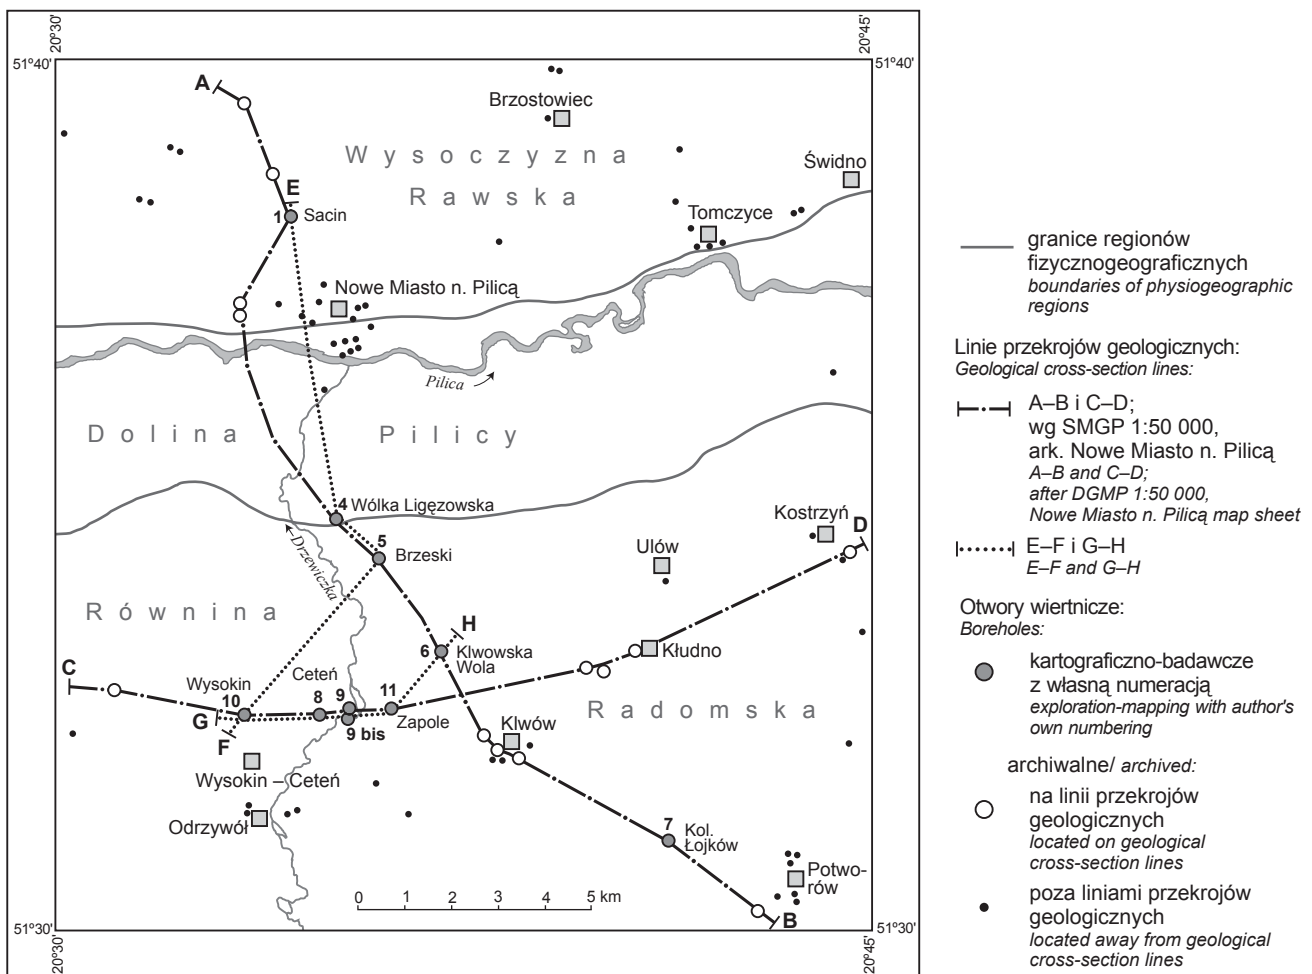 20°30'
20°45'
51°40'
51°40'
A
Brzostowiec
Wysoczyzna
Rawska
Świdno
E
1
Sacin
Tomczyce
Nowe Miasto n. Pilicą
Pilica
Dolina
Pilicy
4
Wólka Ligęzowska
Kostrzyń
D
5
Brzeski
Ulów
Drzewiczka
Równina
H
6
Klwowska
Wola
Kłudno
C
Wysokin
Ceteń
10
8
9
11
G
Zapole
Radomska
F
9 bis
Klwów
Wysokin – Ceteń
Odrzywół
7
Kol.
Łojków
Potwo-
rów
0 1 2 3 4 5 km
B
51°30'
51°30'
20°30'
20°45'
granice regionów
fizycznogeograficznych
boundaries of physiogeographic
regions
Linie przekrojów geologicznych:
Geological cross-section lines:
A–B i C–D;
wg SMGP 1:50 000,
ark. Nowe Miasto n. Pilicą
A–B and C–D;
after DGMP 1:50 000,
Nowe Miasto n. Pilicą map sheet
E–F i G–H
E–F and G–H
Otwory wiertnicze:
Boreholes:
kartograficzno-badawcze
z własną numeracją
exploration-mapping with author's
own numbering
archiwalne/ archived:
na linii przekrojów
geologicznych
located on geological
cross-section lines
poza liniami przekrojów
geologicznych
located away from geological
cross-section lines